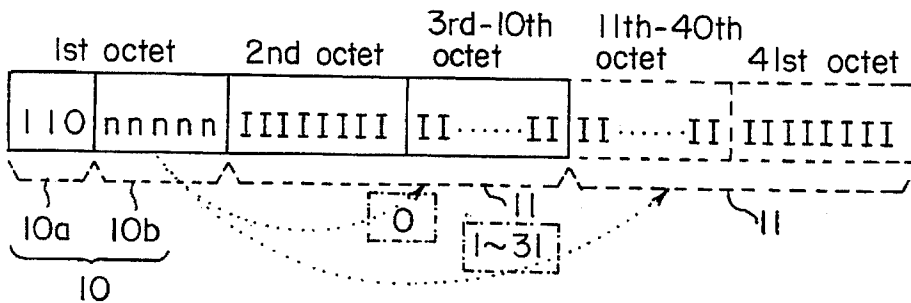 3rd-10th 11th-40th
1st octet 2nd octet octet octet 41st octet
110 nnnnn IIIIIIII II......II II......II IIIIIIII
10a 10b 0 11 1~31 11
10